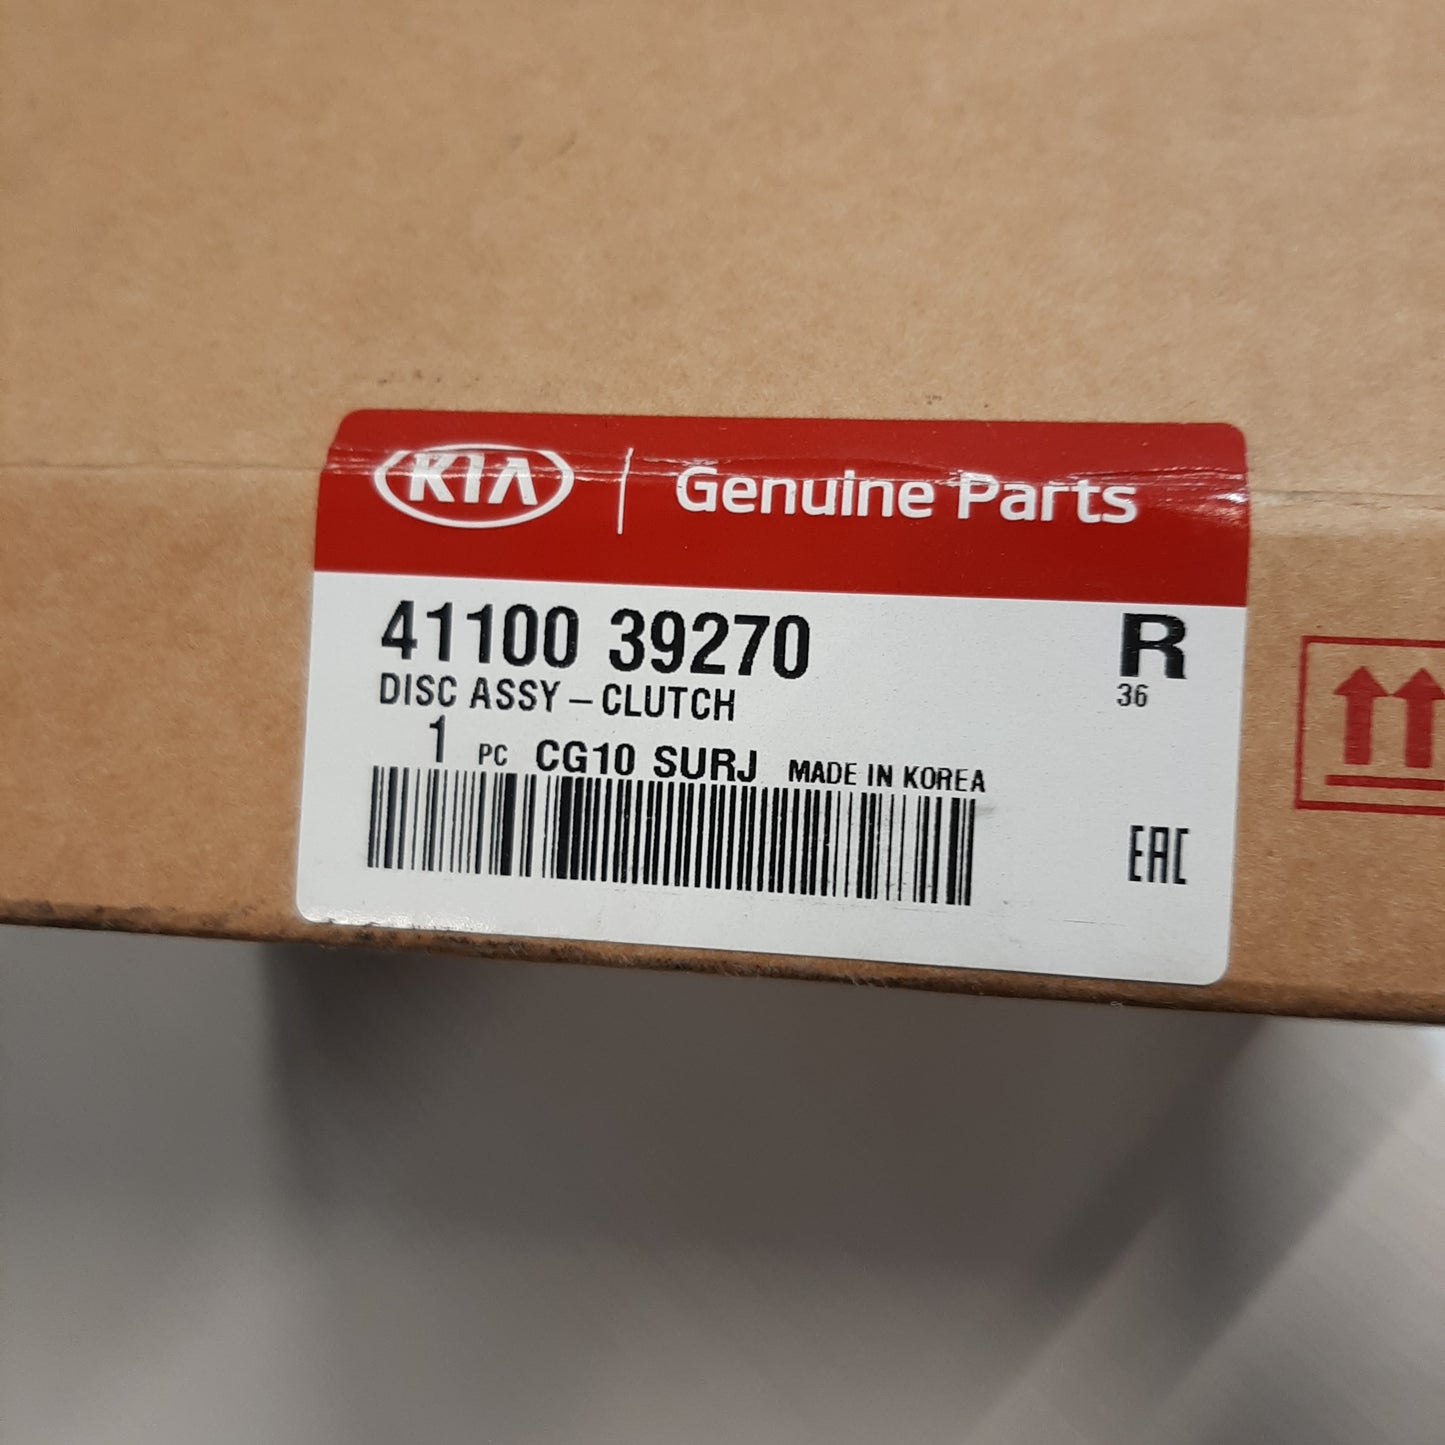 KIA Genuine Parts
41100 39270 R
DISC ASSY – CLUTCH 36
1 PC CG10 SURJ MADE IN KOREA
EAC